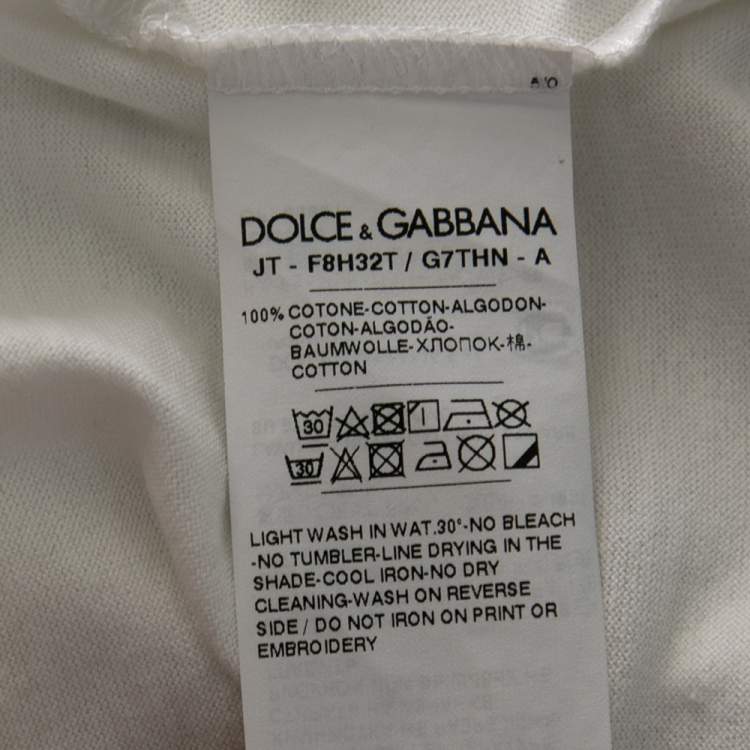 DOLCE & GABBANA
JT - F8H32T / G7THN - A
100% COTONE-COTTON-ALGODON-
COTON-ALGODÃO-
BAUMWOLLE-ХЛОПОК-棉-
COTTON
30
30
LIGHT WASH IN WAT.30°-NO BLEACH
-NO TUMBLER-LINE DRYING IN THE
SHADE-COOL IRON-NO DRY
CLEANING-WASH ON REVERSE
SIDE / DO NOT IRON ON PRINT OR
EMBROIDERY